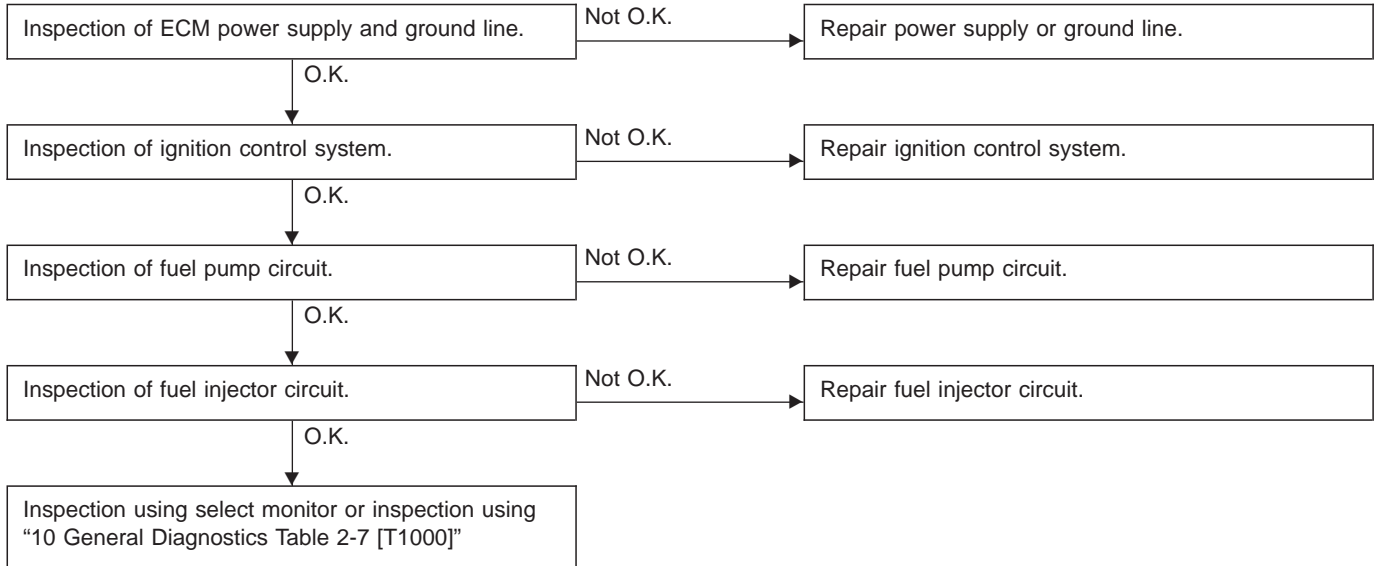 Inspection of ECM power supply and ground line.
Not O.K.
Repair power supply or ground line.
O.K.
Inspection of ignition control system.
Not O.K.
Repair ignition control system.
O.K.
Inspection of fuel pump circuit.
Not O.K.
Repair fuel pump circuit.
O.K.
Inspection of fuel injector circuit.
Not O.K.
Repair fuel injector circuit.
O.K.
Inspection using select monitor or inspection using
“10 General Diagnostics Table 2-7 [T1000]”